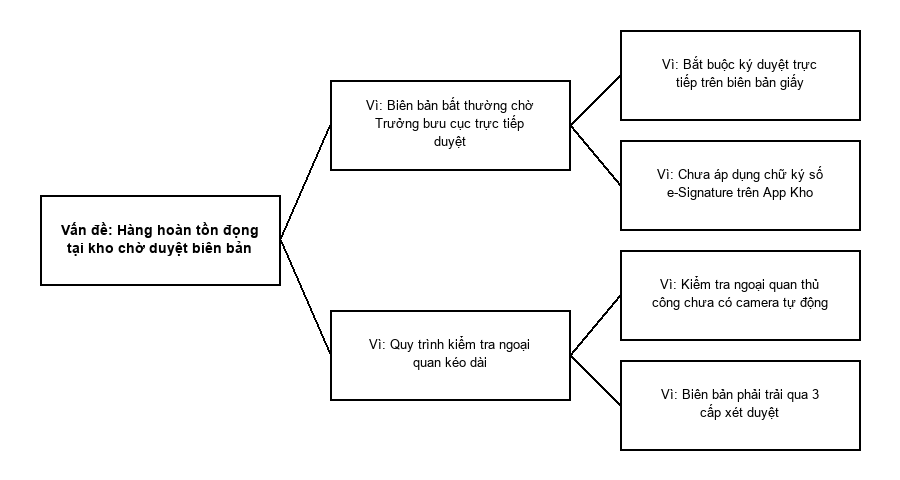 Vấn đề: Hàng hoàn tồn đọng
tại kho chờ duyệt biên bản
Vì: Biên bản bất thường chờ
Trưởng bưu cục trực tiếp
duyệt
Vì: Bắt buộc ký duyệt trực
tiếp trên biên bản giấy
Vì: Chưa áp dụng chữ ký số
e-Signature trên App Kho
Vì: Quy trình kiểm tra ngoại
quan kéo dài
Vì: Kiểm tra ngoại quan thủ
công chưa có camera tự động
Vì: Biên bản phải trải qua 3
cấp xét duyệt